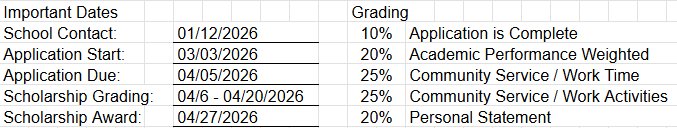 Important Dates Grading
School Contact: 01/12/2026 10% Application is Complete
Application Start: 03/03/2026 20% Academic Performance Weighted
Application Due: 04/05/2026 25% Community Service / Work Time
Scholarship Grading: 04/6 - 04/20/2026 25% Community Service / Work Activities
Scholarship Award: 04/27/2026 20% Personal Statement